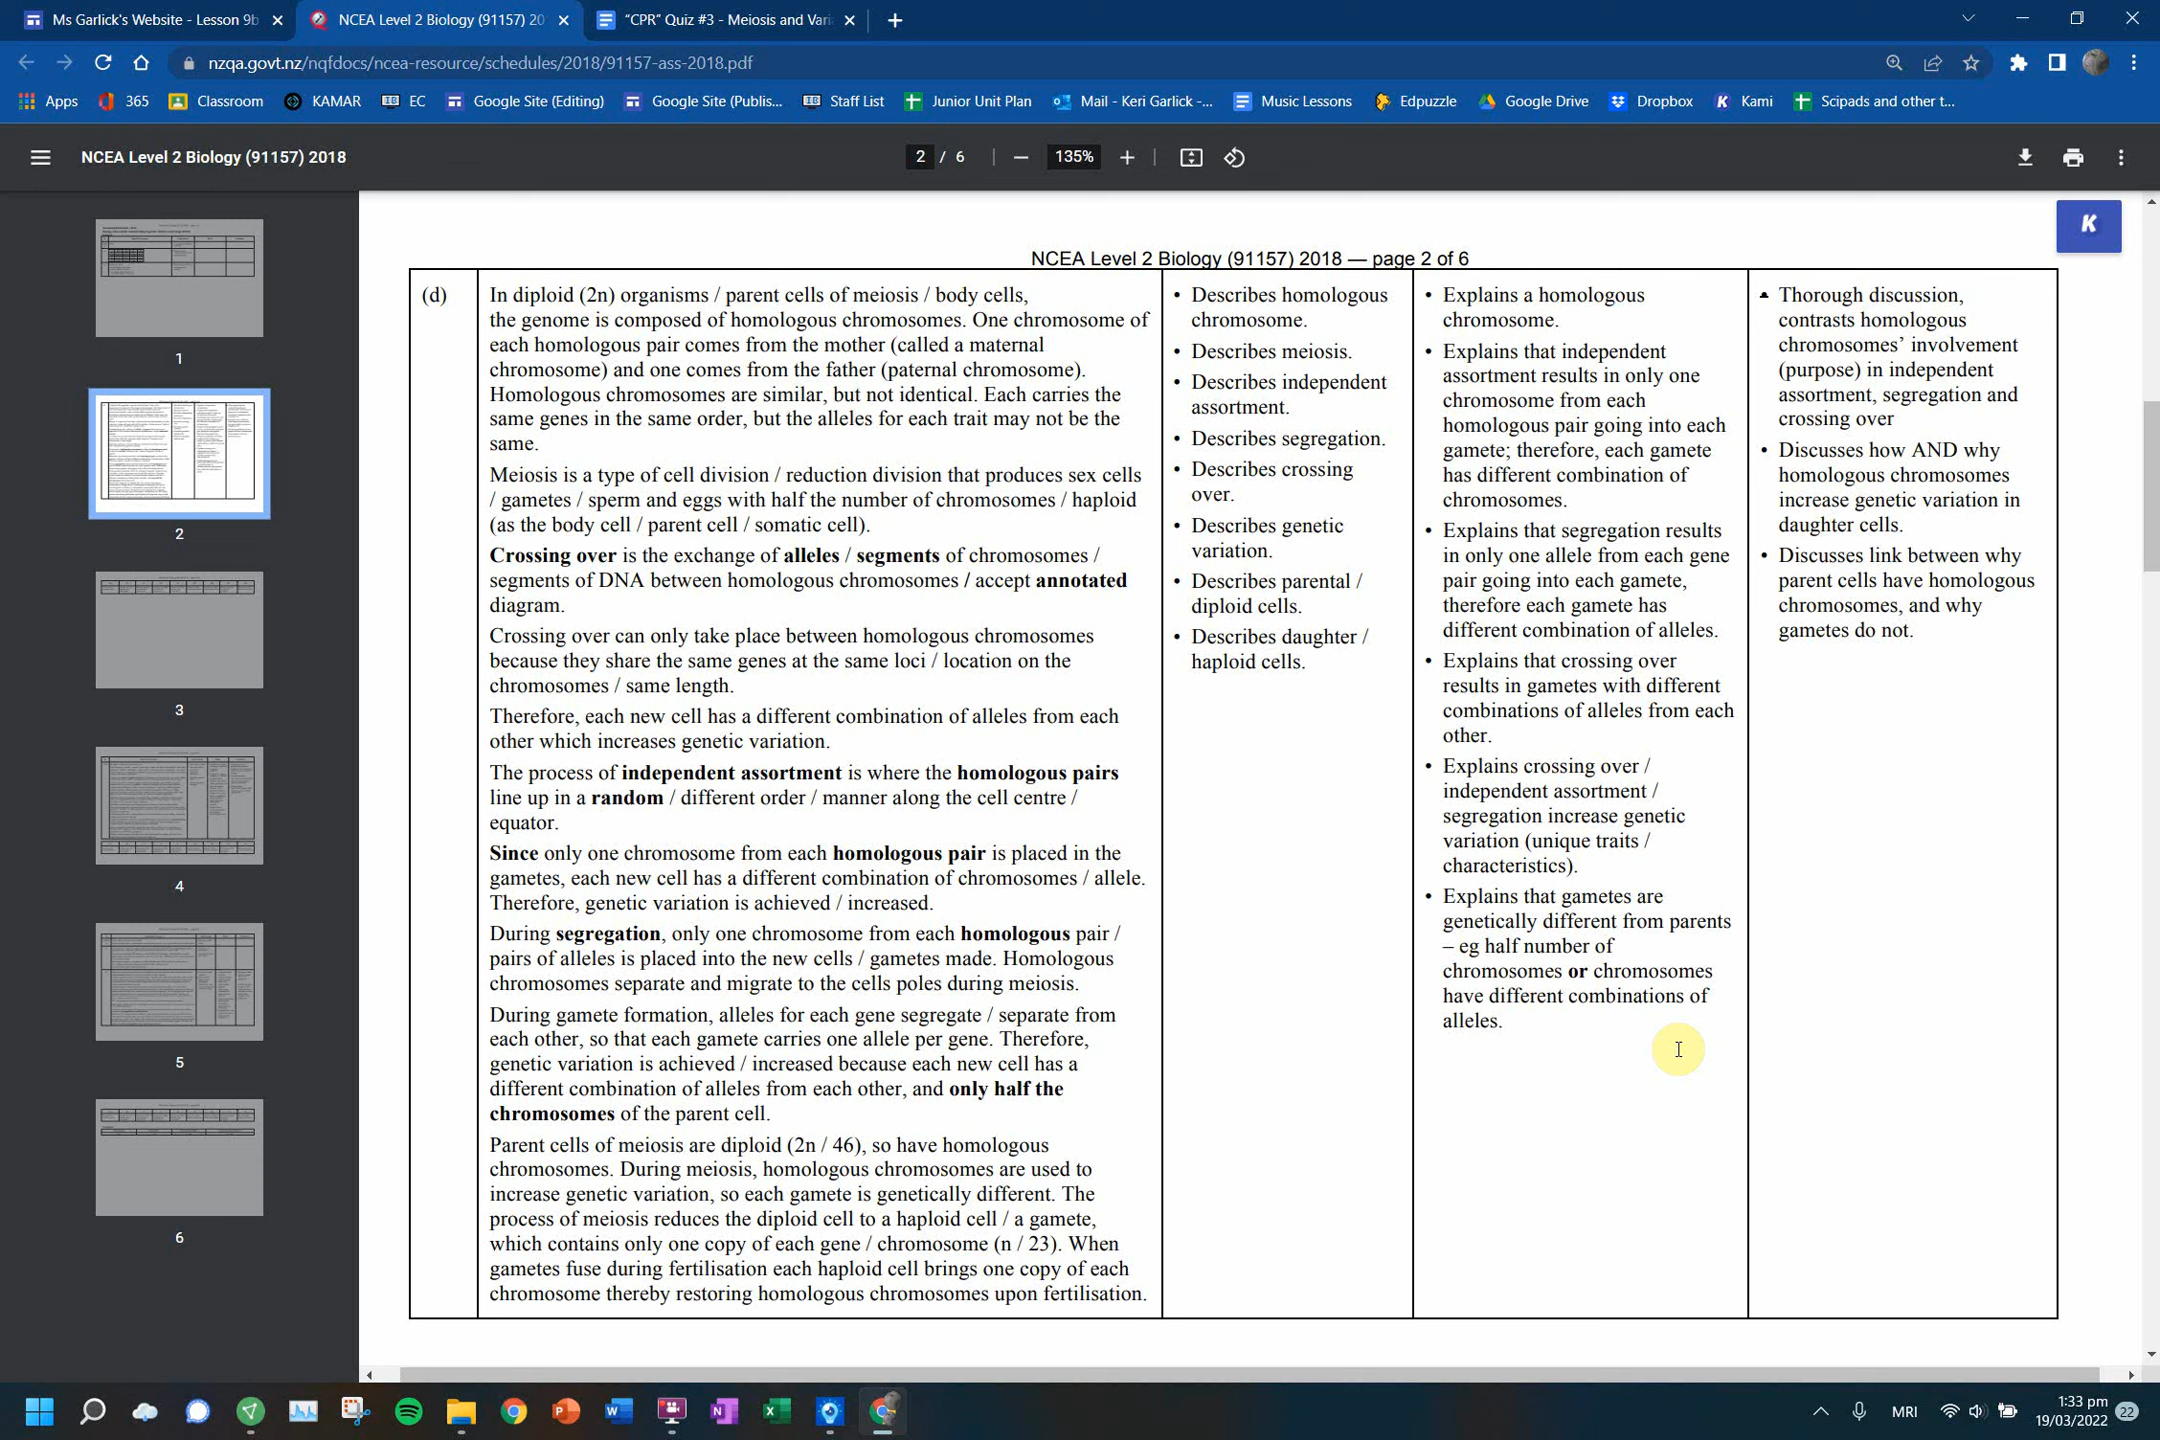 Ms Garlick's Website - Lesson 9b
NCEA Level 2 Biology (91157) 20
"CPR" Quiz #3 - Meiosis and Vari
nzqa.govt.nz/nqfdocs/ncea-resource/schedules/2018/91157-ass-2018.pdf
Apps
365
Classroom
KAMAR
EC
Google Site (Editing)
Google Site (Publis...
Staff List
Junior Unit Plan
Mail - Keri Garlick -...
Music Lessons
Edpuzzle
Google Drive
Dropbox
Kami
Scipads and other t...
NCEA Level 2 Biology (91157) 2018
2 / 6
135%
1
2
3
4
5
6
K
NCEA Level 2 Biology (91157) 2018 — page 2 of 6
(d)
In diploid (2n) organisms / parent cells of meiosis / body cells,
the genome is composed of homologous chromosomes. One chromosome of
each homologous pair comes from the mother (called a maternal
chromosome) and one comes from the father (paternal chromosome).
Homologous chromosomes are similar, but not identical. Each carries the
same genes in the same order, but the alleles for each trait may not be the
same.
Meiosis is a type of cell division / reduction division that produces sex cells
/ gametes / sperm and eggs with half the number of chromosomes / haploid
(as the body cell / parent cell / somatic cell).
Crossing over is the exchange of alleles / segments of chromosomes /
segments of DNA between homologous chromosomes / accept annotated
diagram.
Crossing over can only take place between homologous chromosomes
because they share the same genes at the same loci / location on the
chromosomes / same length.
Therefore, each new cell has a different combination of alleles from each
other which increases genetic variation.
The process of independent assortment is where the homologous pairs
line up in a random / different order / manner along the cell centre /
equator.
Since only one chromosome from each homologous pair is placed in the
gametes, each new cell has a different combination of chromosomes / allele.
Therefore, genetic variation is achieved / increased.
During segregation, only one chromosome from each homologous pair /
pairs of alleles is placed into the new cells / gametes made. Homologous
chromosomes separate and migrate to the cells poles during meiosis.
During gamete formation, alleles for each gene segregate / separate from
each other, so that each gamete carries one allele per gene. Therefore,
genetic variation is achieved / increased because each new cell has a
different combination of alleles from each other, and only half the
chromosomes of the parent cell.
Parent cells of meiosis are diploid (2n / 46), so have homologous
chromosomes. During meiosis, homologous chromosomes are used to
increase genetic variation, so each gamete is genetically different. The
process of meiosis reduces the diploid cell to a haploid cell / a gamete,
which contains only one copy of each gene / chromosome (n / 23). When
gametes fuse during fertilisation each haploid cell brings one copy of each
chromosome thereby restoring homologous chromosomes upon fertilisation.
• Describes homologous
chromosome.
• Describes meiosis.
• Describes independent
assortment.
• Describes segregation.
• Describes crossing
over.
• Describes genetic
variation.
• Describes parental /
diploid cells.
• Describes daughter /
haploid cells.
• Explains a homologous
chromosome.
• Explains that independent
assortment results in only one
chromosome from each
homologous pair going into each
gamete; therefore, each gamete
has different combination of
chromosomes.
• Explains that segregation results
in only one allele from each gene
pair going into each gamete,
therefore each gamete has
different combination of alleles.
• Explains that crossing over
results in gametes with different
combinations of alleles from each
other.
• Explains crossing over /
independent assortment /
segregation increase genetic
variation (unique traits /
characteristics).
• Explains that gametes are
genetically different from parents
– eg half number of
chromosomes or chromosomes
have different combinations of
alleles.
• Thorough discussion,
contrasts homologous
chromosomes' involvement
(purpose) in independent
assortment, segregation and
crossing over
• Discusses how AND why
homologous chromosomes
increase genetic variation in
daughter cells.
• Discusses link between why
parent cells have homologous
chromosomes, and why
gametes do not.
MRI
1:33 pm
19/03/2022
22